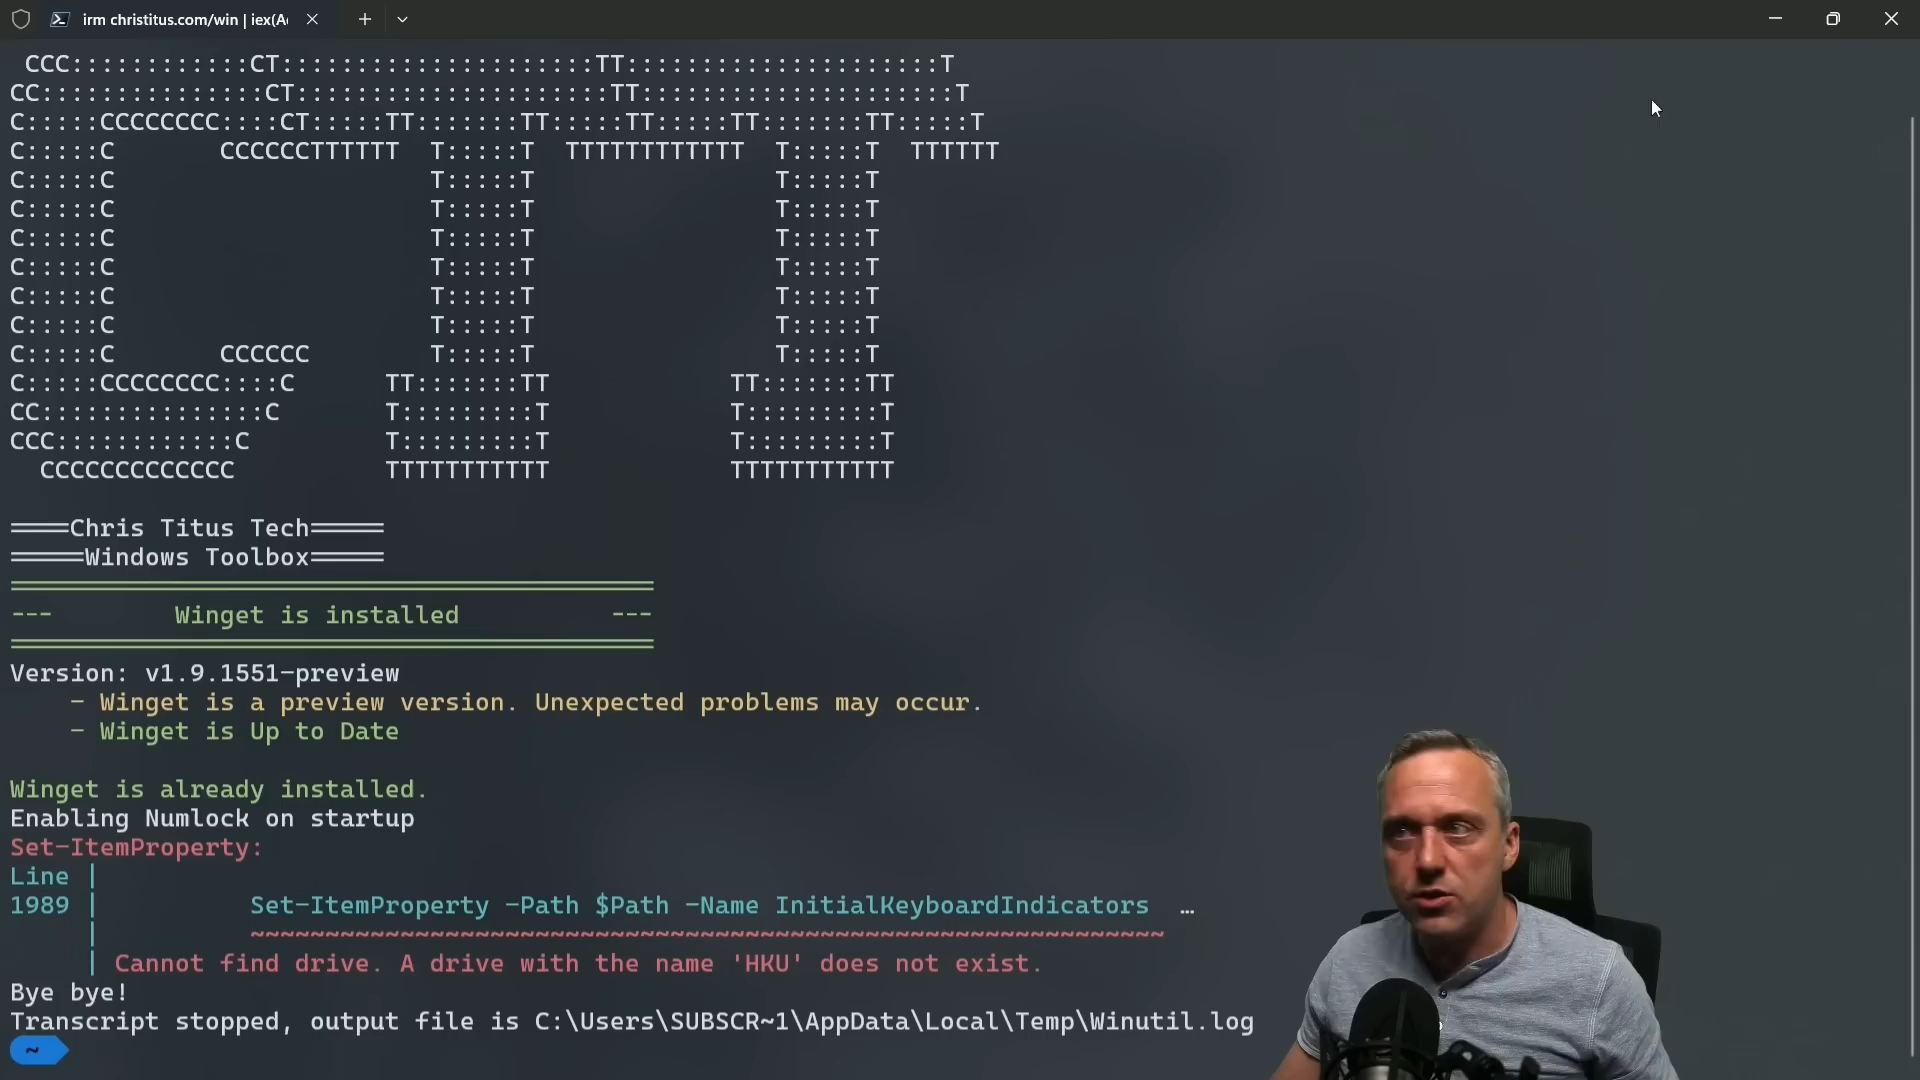 irm christitus.com/win | iex(A
CCC::::::::::::CT:::::::::::::::::::::TT:::::::::::::::::::::T
CC:::::::::::::::CT:::::::::::::::::::::TT:::::::::::::::::::::T
C:::::CCCCCCCC::::CT:::::TT:::::::TT:::::TT:::::TT:::::::TT:::::T
C:::::C       CCCCCCTTTTTT  T:::::T  TTTTTTTTTTTT  T:::::T  TTTTTT
C:::::C                     T:::::T                T:::::T
C:::::C                     T:::::T                T:::::T
C:::::C                     T:::::T                T:::::T
C:::::C                     T:::::T                T:::::T
C:::::C                     T:::::T                T:::::T
C:::::C                     T:::::T                T:::::T
C:::::C       CCCCCC        T:::::T                T:::::T
C:::::CCCCCCCC::::C      TT:::::::TT            TT:::::::TT
CC:::::::::::::::C       T:::::::::T            T:::::::::T
CCC::::::::::::C         T:::::::::T            T:::::::::T
CCCCCCCCCCCCC          TTTTTTTTTTT            TTTTTTTTTTT
====Chris Titus Tech=====
=====Windows Toolbox=====
===========================================
---        Winget is installed          ---
===========================================
Version: v1.9.1551-preview
- Winget is a preview version. Unexpected problems may occur.
- Winget is Up to Date
Winget is already installed.
Enabling Numlock on startup
Set-ItemProperty:
Line |
1989 |          Set-ItemProperty -Path $Path -Name InitialKeyboardIndicators  …
|          ~~~~~~~~~~~~~~~~~~~~~~~~~~~~~~~~~~~~~~~~~~~~~~~~~~~~~~~~~~~~~
| Cannot find drive. A drive with the name 'HKU' does not exist.
Bye bye!
Transcript stopped, output file is C:\Users\SUBSCR~1\AppData\Local\Temp\Winutil.log
~